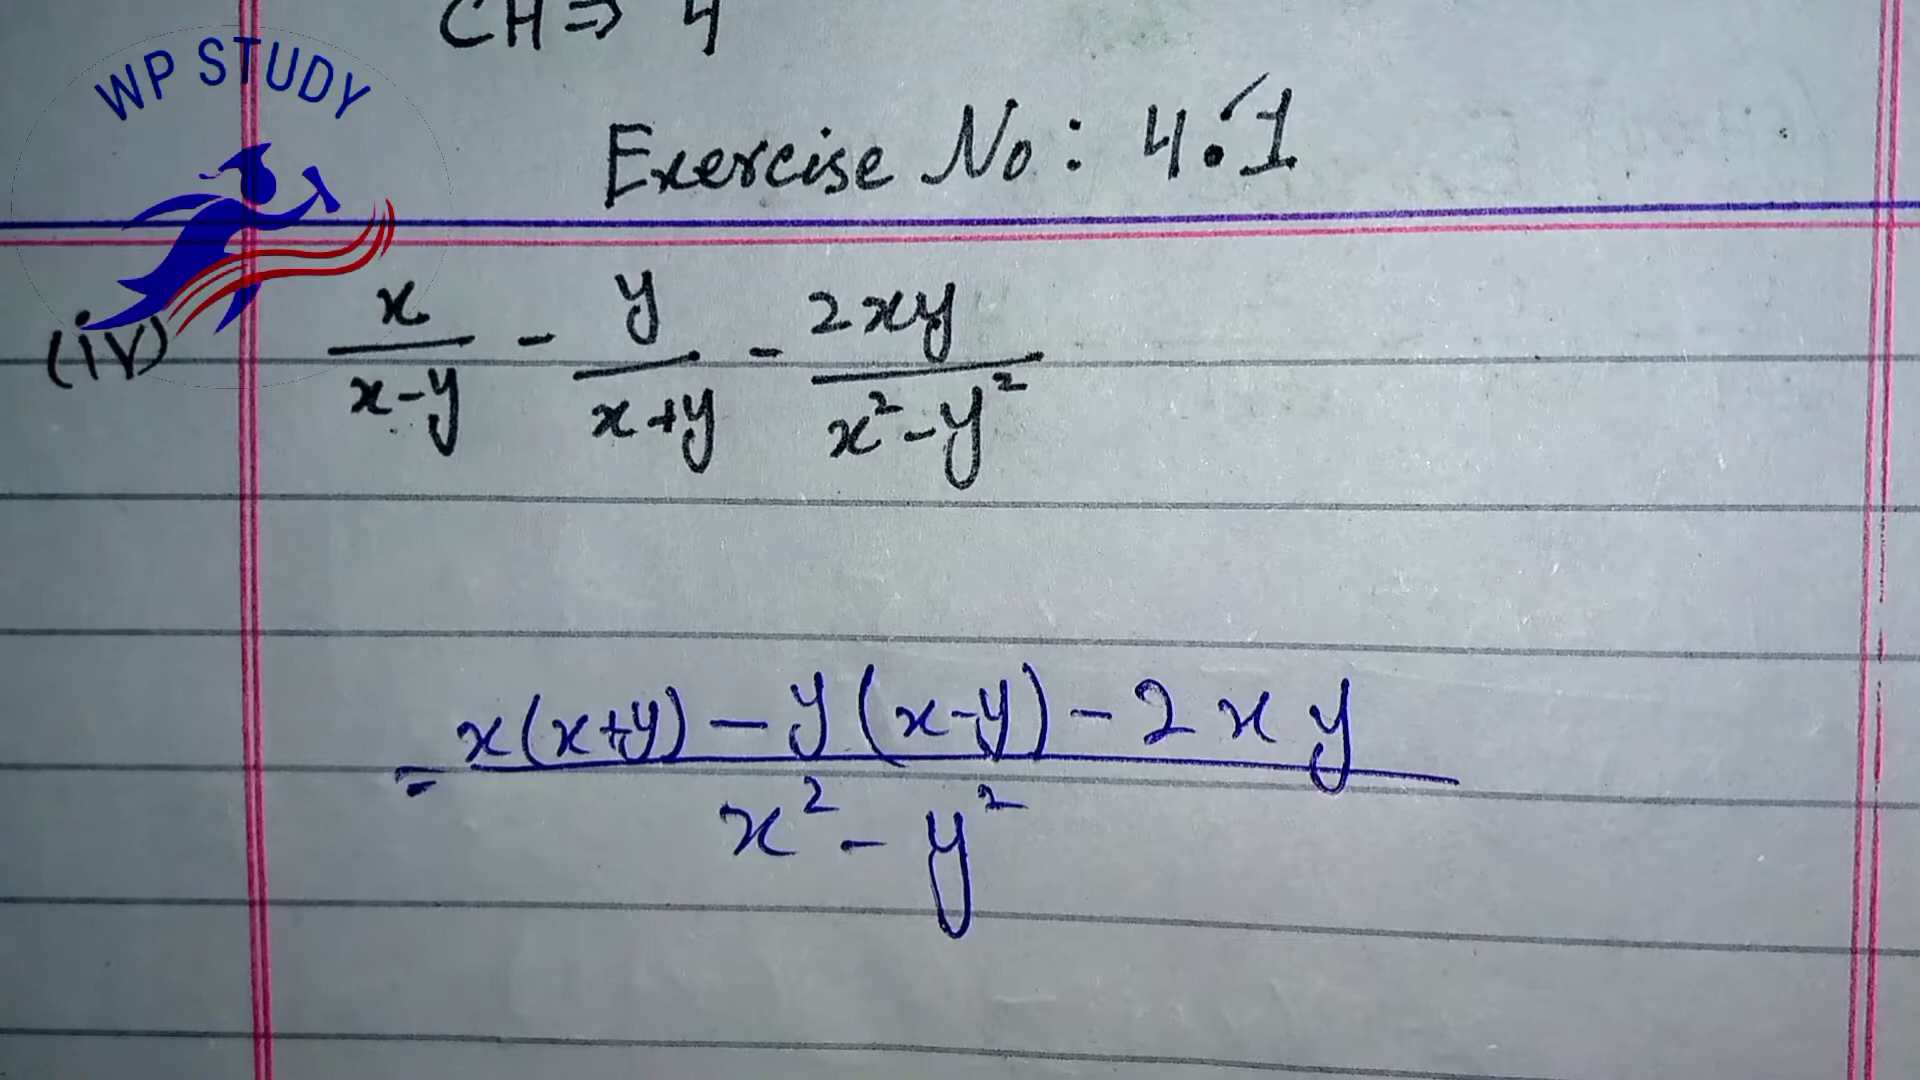 WP STUDY
CH ⇒ 4
Exercise No: 4.1
(iv) x/(x-y) - y/(x+y) - 2xy/(x²-y²)
= (x(x+y) - y(x-y) - 2xy)/(x² - y²)